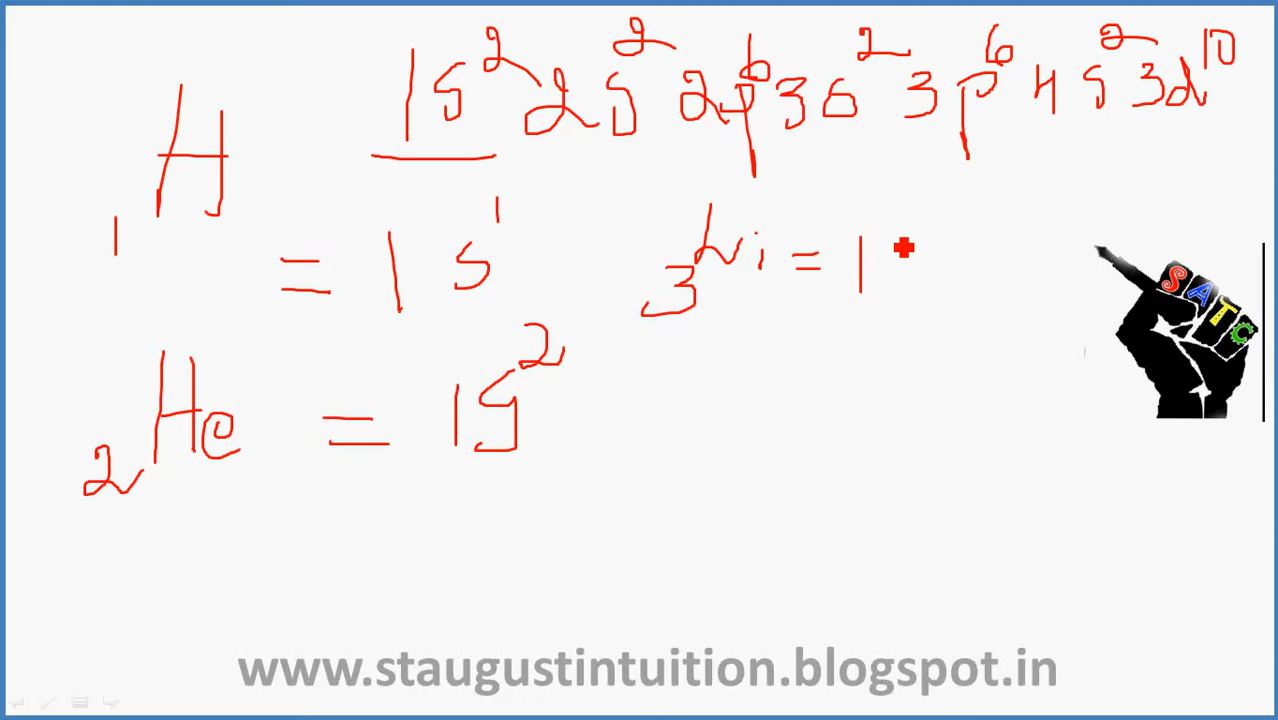 1s² 2s² 2p⁶ 3s² 3p⁶ 4s² 3d¹⁰
₁H = 1s¹
₃Li = 1
₂He = 1s²
SATC
www.staugustintuition.blogspot.in